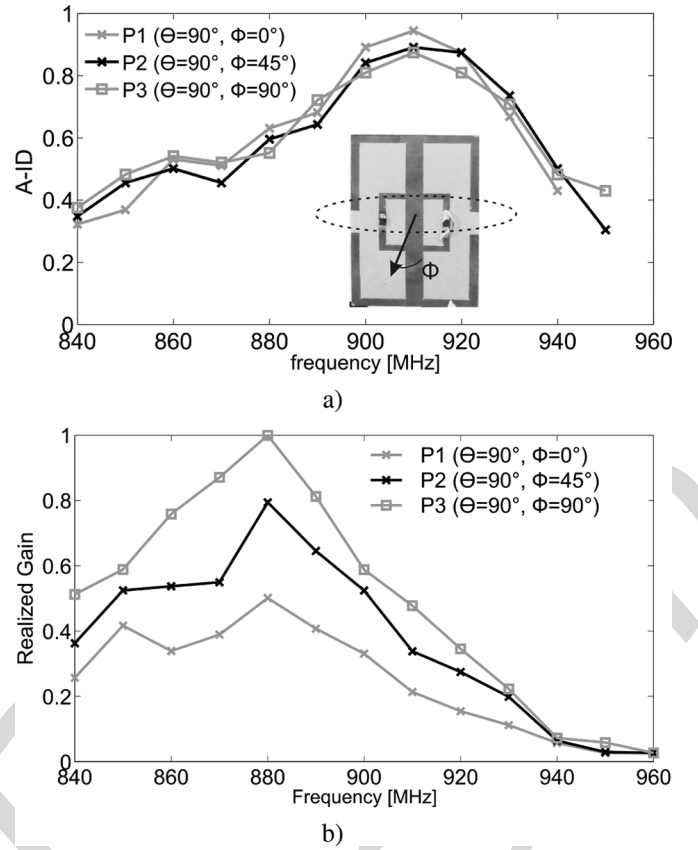 a)
1
0.8
0.6
0.4
0.2
0
A-ID
P1 (Ɵ=90°, Φ=0°)
P2 (Ɵ=90°, Φ=45°)
P3 (Ɵ=90°, Φ=90°)
Φ
840 860 880 900 920 940 960
frequency [MHz]
a)
1
0.8
0.6
0.4
0.2
0
Realized Gain
P1 (Ɵ=90°, Φ=0°)
P2 (Ɵ=90°, Φ=45°)
P3 (Ɵ=90°, Φ=90°)
840 860 880 900 920 940 960
Frequency [MHz]
b)